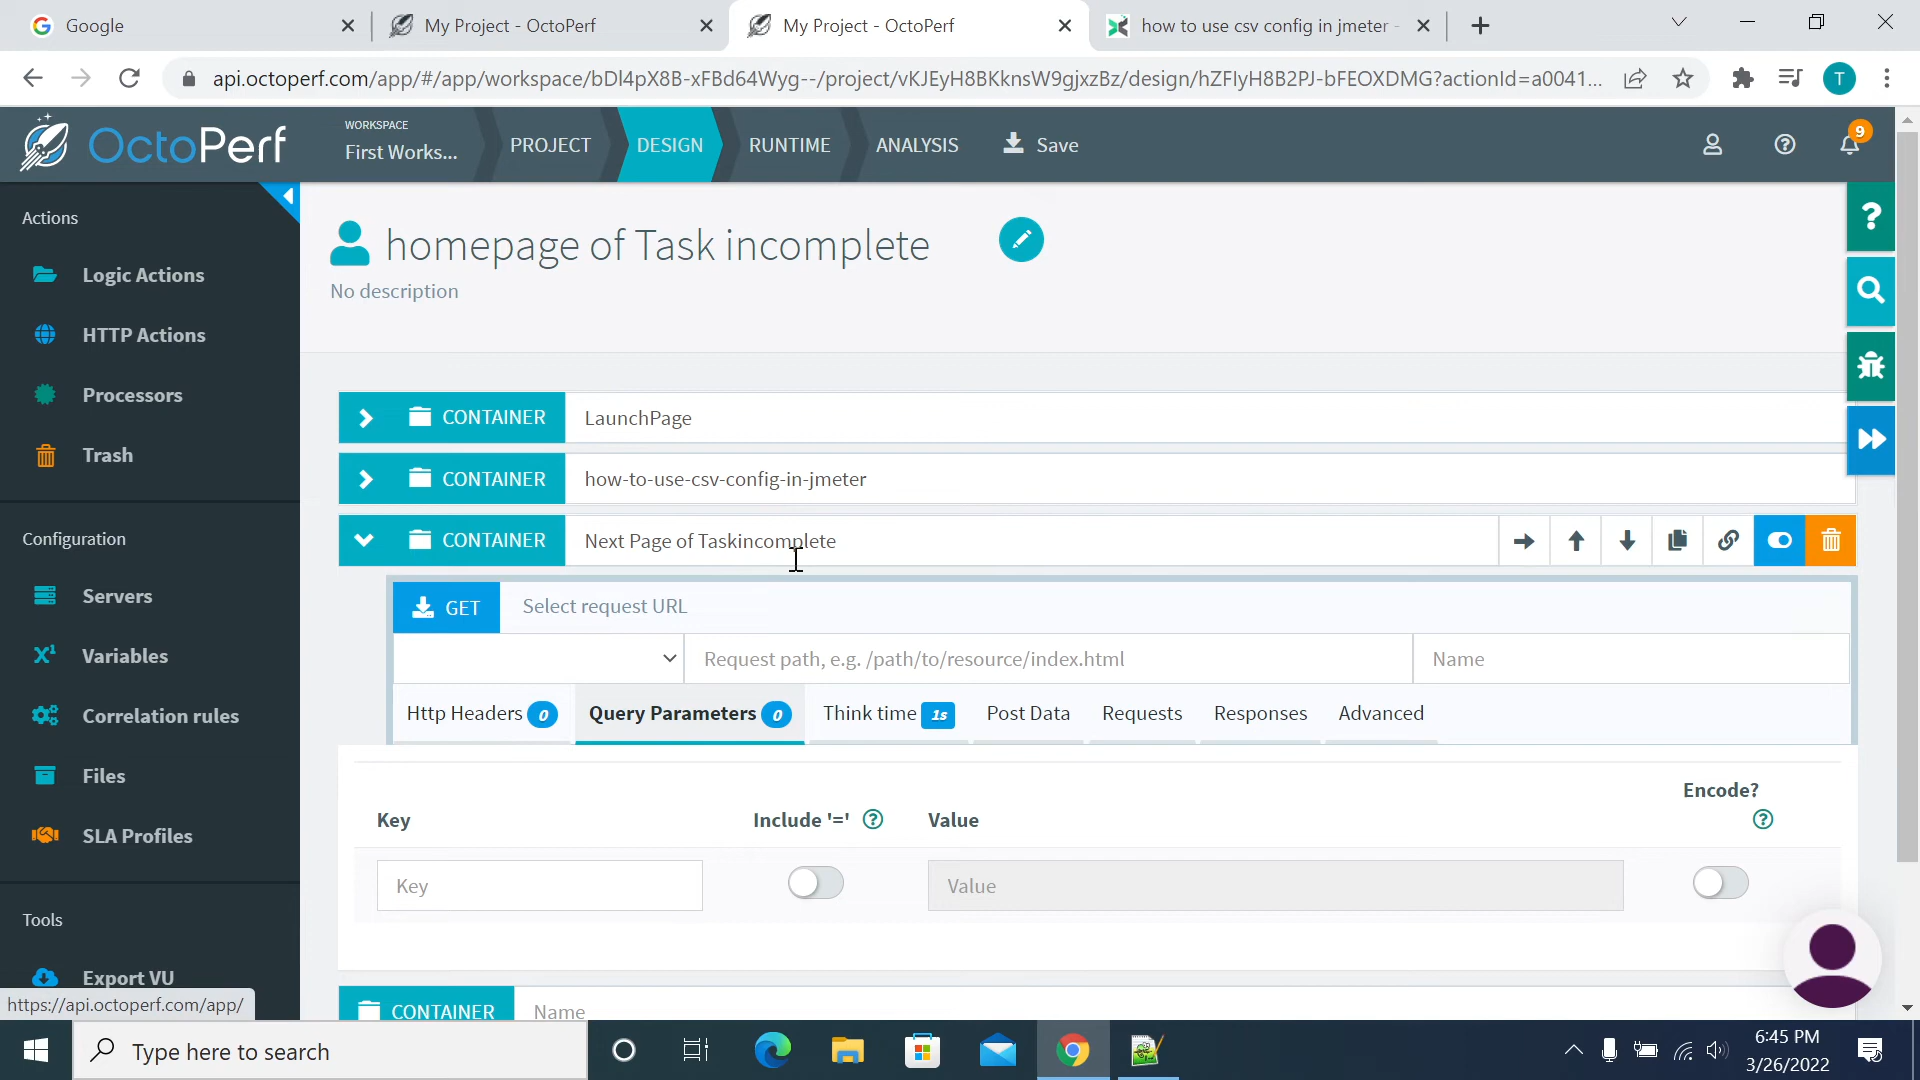 Google
My Project - OctoPerf
My Project - OctoPerf
how to use csv config in jmeter -
api.octoperf.com/app/#/app/workspace/bDl4pX8B-xFBd64Wyg--/project/vKJEyH8BKknsW9gjxzBz/design/hZFIyH8B2PJ-bFEOXDMG?actionId=a0041...
T
OctoPerf
WORKSPACE
First Works...
PROJECT
DESIGN
RUNTIME
ANALYSIS
Save
9
Actions
Logic Actions
HTTP Actions
Processors
Trash
Configuration
Servers
Variables
Correlation rules
Files
SLA Profiles
Tools
Export VU
https://api.octoperf.com/app/
homepage of Task incomplete
No description
CONTAINER LaunchPage
CONTAINER how-to-use-csv-config-in-jmeter
CONTAINER Next Page of Taskincomplete
GET Select request URL
Request path, e.g. /path/to/resource/index.html Name
Http Headers 0 Query Parameters 0 Think time 1s Post Data Requests Responses Advanced
Key Include '=' ? Value Encode? ?
Key Value
CONTAINER Name
Type here to search
6:45 PM
3/26/2022